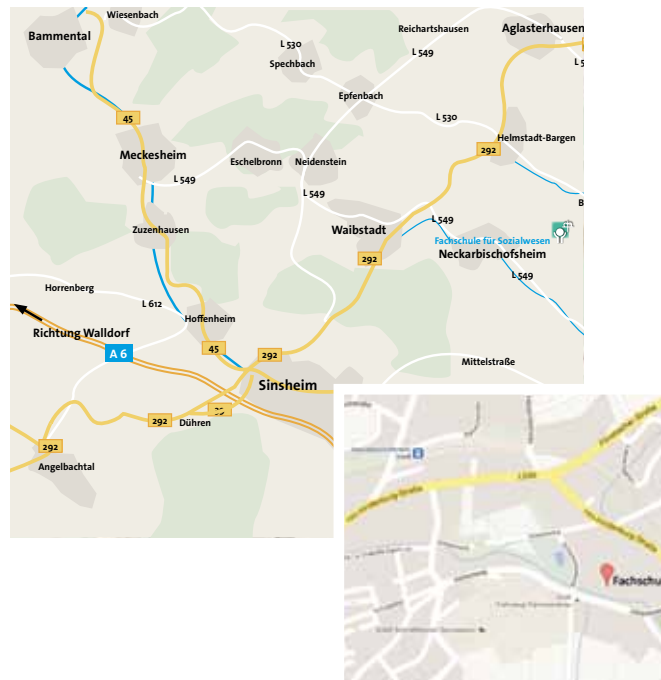 Wiesenbach
Aglasterhausen
Bammental
Reichartshausen
L 530
L 549
Spechbach
Epfenbach
45
L 530
Helmstadt-Bargen
292
Meckesheim
Eschelbronn
Neidenstein
L 549
L 549
Zuzenhausen
Waibstadt
L 549
Fachschule für Sozialwesen
Neckarbischofsheim
292
L 549
Horrenberg
L 612
Hoffenheim
Richtung Walldorf
A 6
45
292
Mittelstraße
Sinsheim
292
Dühren
292
Angelbachtal
Fachschu